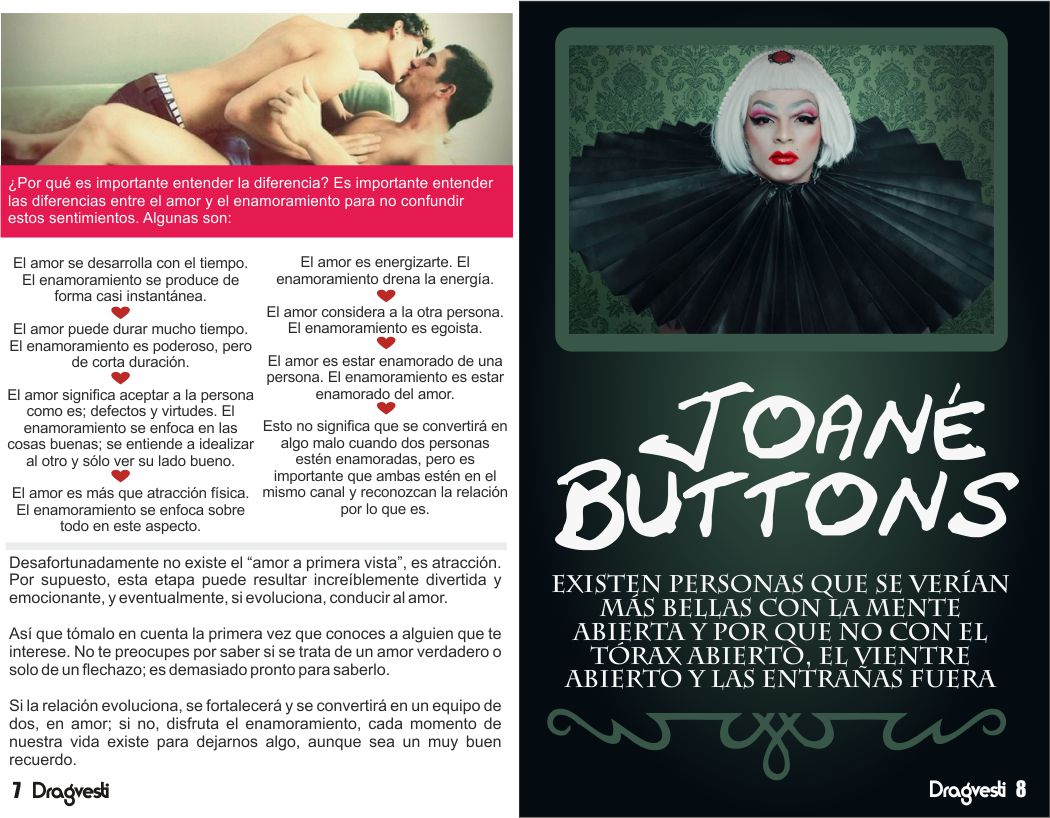 ¿Por qué es importante entender la diferencia? Es importante entender
las diferencias entre el amor y el enamoramiento para no confundir
estos sentimientos. Algunas son:
El amor se desarrolla con el tiempo.
El enamoramiento se produce de
forma casi instantánea.
El amor puede durar mucho tiempo.
El enamoramiento es poderoso, pero
de corta duración.
El amor significa aceptar a la persona
como es; defectos y virtudes. El
enamoramiento se enfoca en las
cosas buenas; se entiende a idealizar
al otro y sólo ver su lado bueno.
El amor es más que atracción física.
El enamoramiento se enfoca sobre
todo en este aspecto.
El amor es energizarte. El
enamoramiento drena la energía.
El amor considera a la otra persona.
El enamoramiento es egoista.
El amor es estar enamorado de una
persona. El enamoramiento es estar
enamorado del amor.
Esto no significa que se convertirá en
algo malo cuando dos personas
estén enamoradas, pero es
importante que ambas estén en el
mismo canal y reconozcan la relación
por lo que es.
Desafortunadamente no existe el “amor a primera vista”, es atracción.
Por supuesto, esta etapa puede resultar increíblemente divertida y
emocionante, y eventualmente, si evoluciona, conducir al amor.
Así que tómalo en cuenta la primera vez que conoces a alguien que te
interese. No te preocupes por saber si se trata de un amor verdadero o
solo de un flechazo; es demasiado pronto para saberlo.
Si la relación evoluciona, se fortalecerá y se convertirá en un equipo de
dos, en amor; si no, disfruta el enamoramiento, cada momento de
nuestra vida existe para dejarnos algo, aunque sea un muy buen
recuerdo.
7 Dragvesti
JOANÉ
BUTTONS
EXISTEN PERSONAS QUE SE VERÍAN
MÁS BELLAS CON LA MENTE
ABIERTA Y POR QUE NO CON EL
TÓRAX ABIERTO, EL VIENTRE
ABIERTO Y LAS ENTRAÑAS FUERA
Dragvesti 8